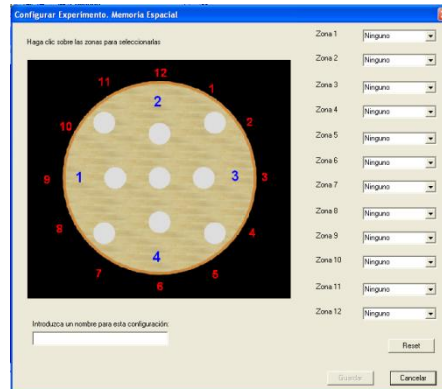 Configurar Experimento. Memoria Espacial
Haga clic sobre las zonas para seleccionarlas
12
11
1
2
10
2
9
1
3
3
8
4
4
7
5
6
Zona 1 Ninguno
Zona 2 Ninguno
Zona 3 Ninguno
Zona 4 Ninguno
Zona 5 Ninguno
Zona 6 Ninguno
Zona 7 Ninguno
Zona 8 Ninguno
Zona 9 Ninguno
Zona 10 Ninguno
Zona 11 Ninguno
Zona 12 Ninguno
Introduzca un nombre para esta configuración:
Reset
Guardar
Cancelar